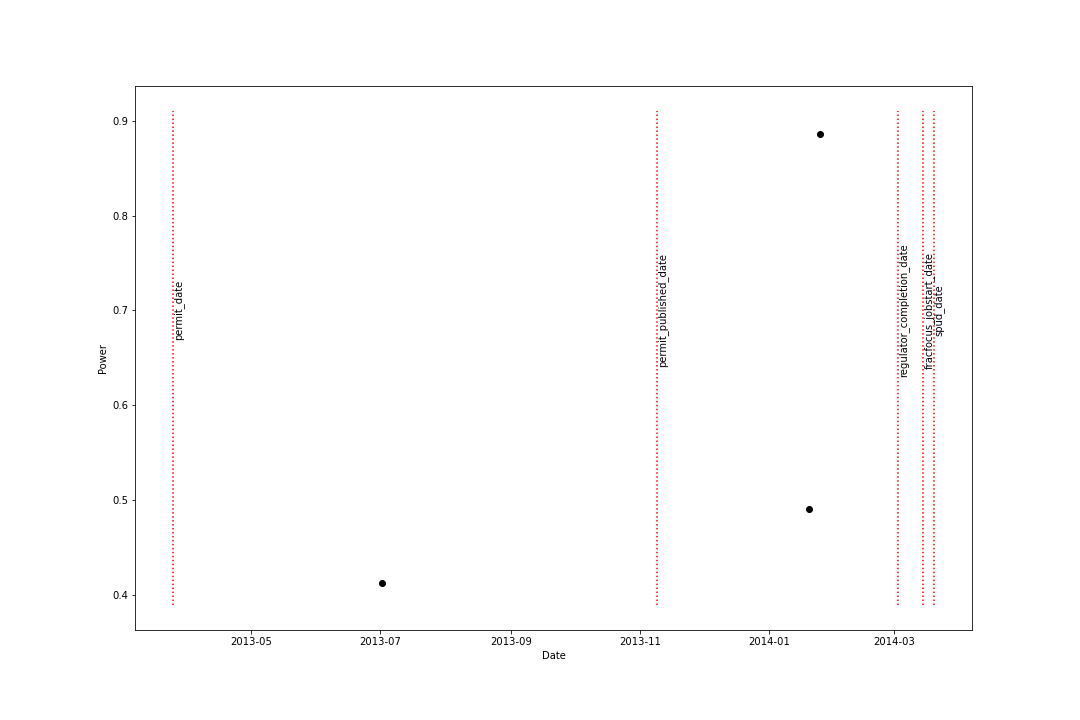 0.9
0.8
0.7
0.6
0.5
0.4
Power
permit_date
permit_published_date
regulator_completion_date
fracfocus_jobstart_date
spud_date
2013-05
2013-07
2013-09
2013-11
2014-01
2014-03
Date